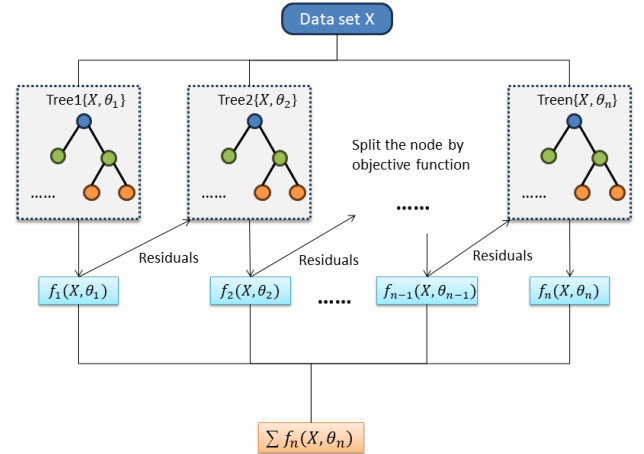 Data set X
Tree1{X, θ₁}
Tree2{X, θ₂}
Treen{X, θₙ}
Split the node by
objective function
......
......
......
......
Residuals
Residuals
Residuals
f₁(X, θ₁)
f₂(X, θ₂)
......
fₙ₋₁(X, θₙ₋₁)
fₙ(X, θₙ)
∑ fₙ(X, θₙ)